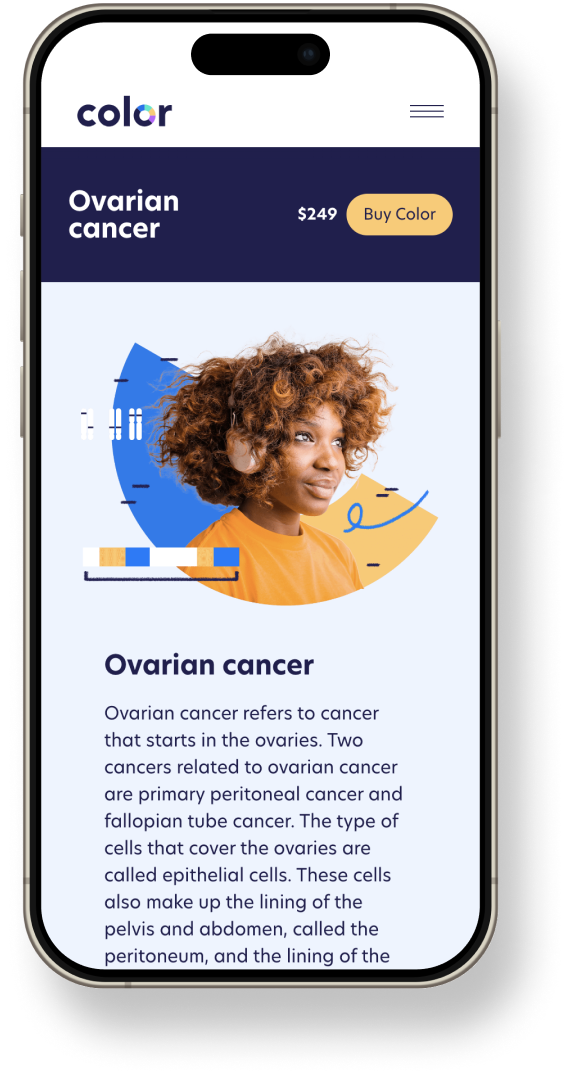 color
Ovarian
cancer
$249
Buy Color
Ovarian cancer
Ovarian cancer refers to cancer
that starts in the ovaries. Two
cancers related to ovarian cancer
are primary peritoneal cancer and
fallopian tube cancer. The type of
cells that cover the ovaries are
called epithelial cells. These cells
also make up the lining of the
pelvis and abdomen, called the
peritoneum, and the lining of the